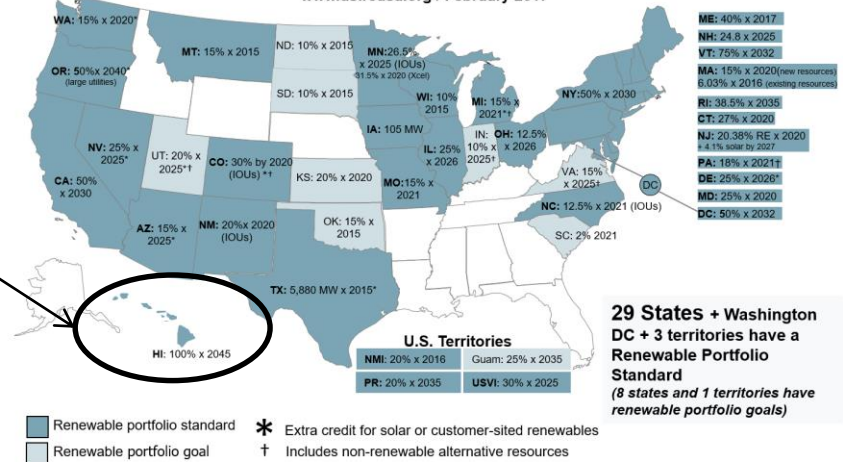 WA: 15% x 2020*
OR: 50%x 2040*
(large utilities)
MT: 15% x 2015
ND: 10% x 2015
SD: 10% x 2015
MN:26.5%
x 2025 (IOUs)
31.5% x 2020 (Xcel)
WI: 10%
2015
MI: 15% x
2021*†
NY:50% x 2030
IA: 105 MW
IN:
10% x
2025†
OH: 12.5%
x 2026
IL: 25%
x 2026
NV: 25% x
2025*
UT: 20% x
2025*†
CO: 30% by 2020
(IOUs) *†
KS: 20% x 2020
MO:15% x
2021
VA: 15%
x 2025†
DC
CA: 50%
x 2030
AZ: 15% x
2025*
NM: 20%x 2020
(IOUs)
OK: 15% x
2015
NC: 12.5% x 2021 (IOUs)
SC: 2% 2021
TX: 5,880 MW x 2015*
HI: 100% x 2045
ME: 40% x 2017
NH: 24.8 x 2025
VT: 75% x 2032
MA: 15% x 2020(new resources)
6.03% x 2016 (existing resources)
RI: 38.5% x 2035
CT: 27% x 2020
NJ: 20.38% RE x 2020
+ 4.1% solar by 2027
PA: 18% x 2021†
DE: 25% x 2026*
MD: 25% x 2020
DC: 50% x 2032
U.S. Territories
NMI: 20% x 2016
Guam: 25% x 2035
PR: 20% x 2035
USVI: 30% x 2025
29 States + Washington
DC + 3 territories have a
Renewable Portfolio
Standard
(8 states and 1 territories have
renewable portfolio goals)
Renewable portfolio standard
* Extra credit for solar or customer-sited renewables
Renewable portfolio goal
† Includes non-renewable alternative resources